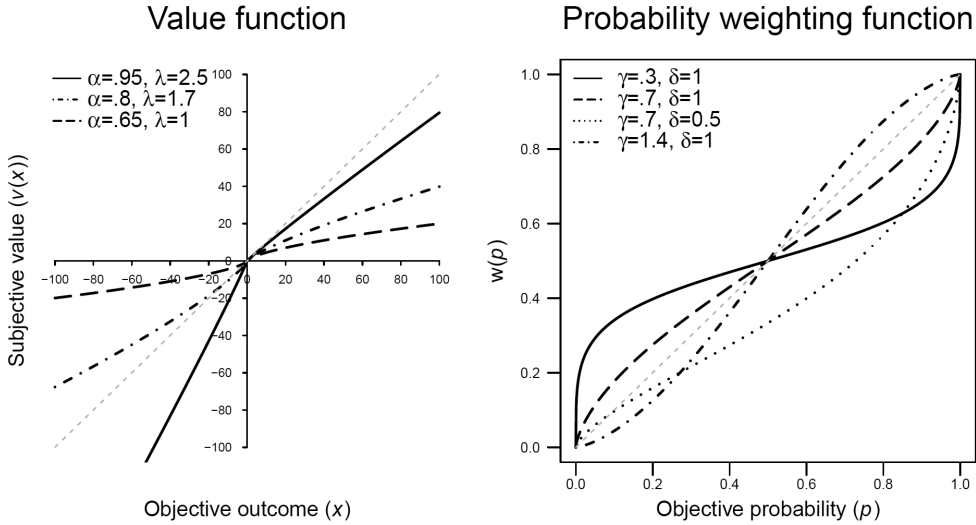 Value function
Probability weighting function
α=.95, λ=2.5
α=.8, λ=1.7
α=.65, λ=1
100
80
60
40
20
−100
−80
−60
−40
−20
0
0
20
40
60
80
100
−20
−40
−60
−80
−100
Subjective value (v(x))
Objective outcome (x)
γ=.3, δ=1
γ=.7, δ=1
γ=.7, δ=0.5
γ=1.4, δ=1
1.0
0.8
0.6
0.4
0.2
0.0
w(p)
0.0
0.2
0.4
0.6
0.8
1.0
Objective probability (p)